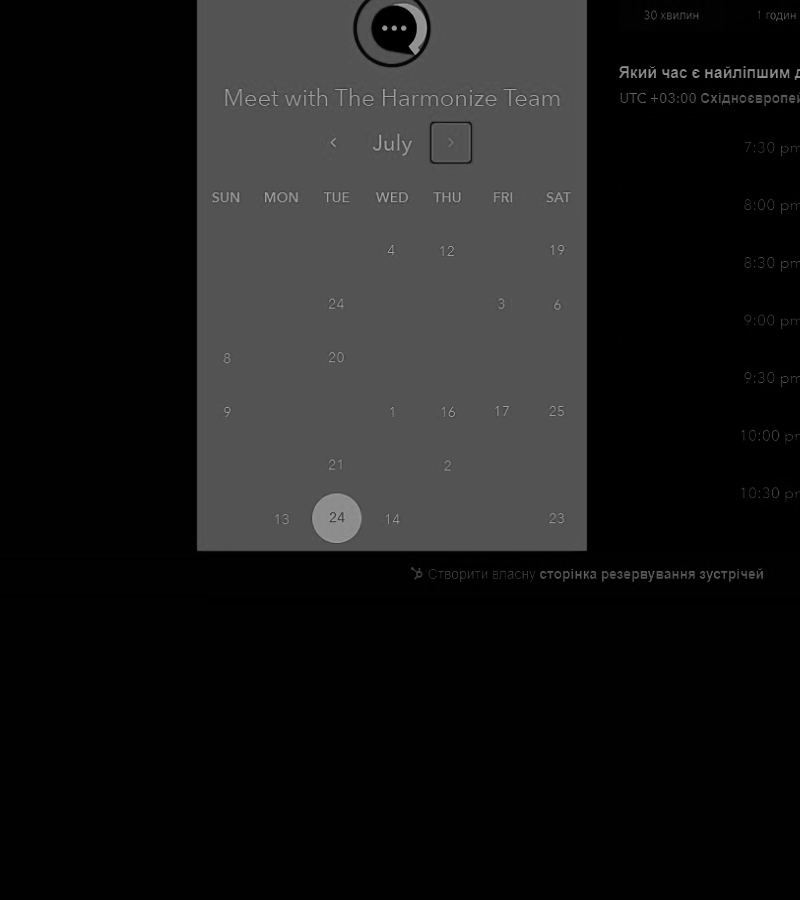 30 хвилин 1 годин
Meet with The Harmonize Team
July
SUN MON TUE WED THU FRI SAT
4 12 19
24 3 6
8 20
9 1 16 17 25
21 2
13 24 14 23
Який час є найліпшим
UTC +03:00 Східноєвропей
7:30 pm
8:00 pm
8:30 pm
9:00 pm
9:30 pm
10:00 pm
10:30 pm
Створити власну сторінка резервування зустрічей